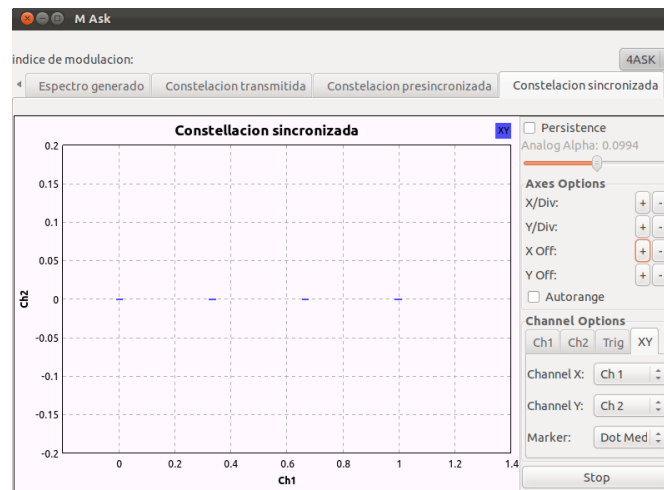 M Ask
indice de modulacion:
4ASK
Espectro generado
Constelacion transmitida
Constelacion presincronizada
Constelacion sincronizada
Constellacion sincronizada
XY
0.2
0.15
0.1
0.05
0
-0.05
-0.1
-0.15
-0.2
Ch2
0 0.2 0.4 0.6 0.8 1 1.2 1.4
Ch1
Persistence
Analog Alpha: 0.0994
Axes Options
X/Div: + -
Y/Div: + -
X Off: + -
Y Off: + -
Autorange
Channel Options
Ch1 Ch2 Trig XY
Channel X: Ch 1
Channel Y: Ch 2
Marker: Dot Med
Stop